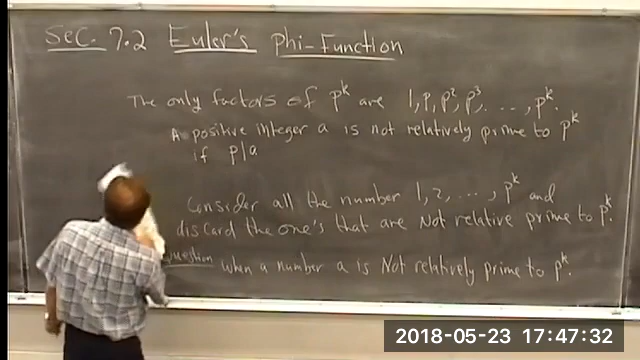 Sec. 7.2 Euler's Phi-Function
The only factors of p^k are 1, p, p², p³, ..., p^k.
A positive integer a is not relatively prime to p^k
if p|a
Consider all the number 1, 2, ..., p^k and
discard the one's that are Not relative prime to p^k.
Question when a number a is Not relatively prime to p^k.
2018-05-23 17:47:32